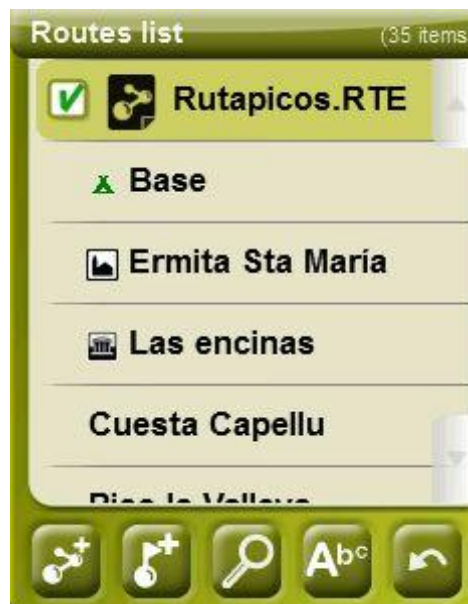 Routes list (35 items
Rutapicos.RTE
Base
Ermita Sta María
Las encinas
Cuesta Capellu
Abc